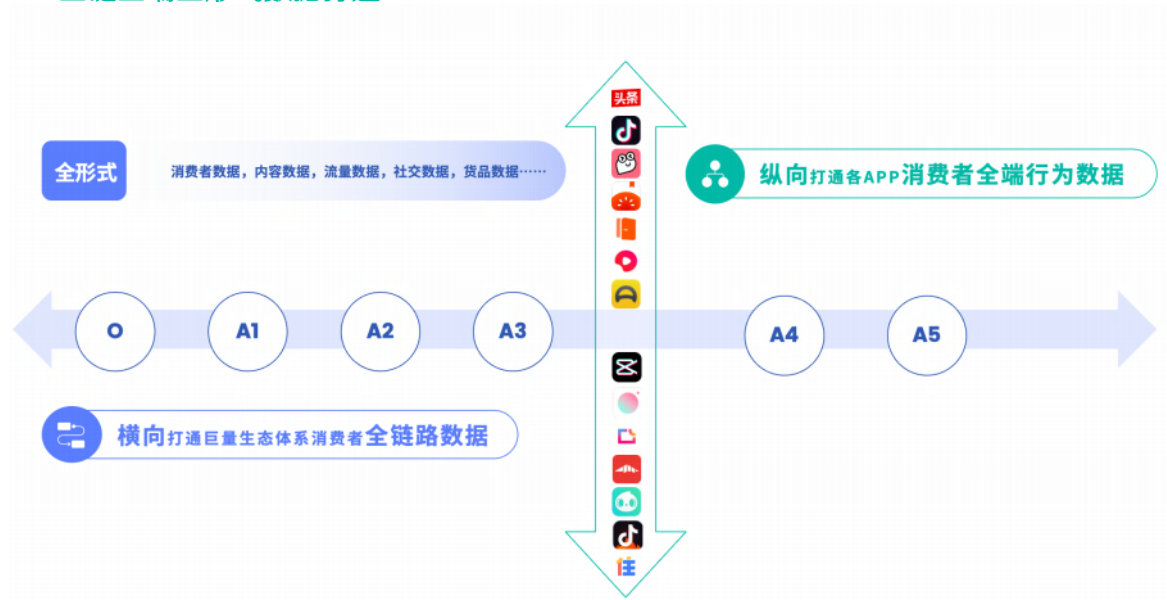 头条
全形式
消费者数据，内容数据，流量数据，社交数据，货品数据······
纵向打通各APP消费者全端行为数据
O
A1
A2
A3
A4
A5
横向打通巨量生态体系消费者全链路数据
住